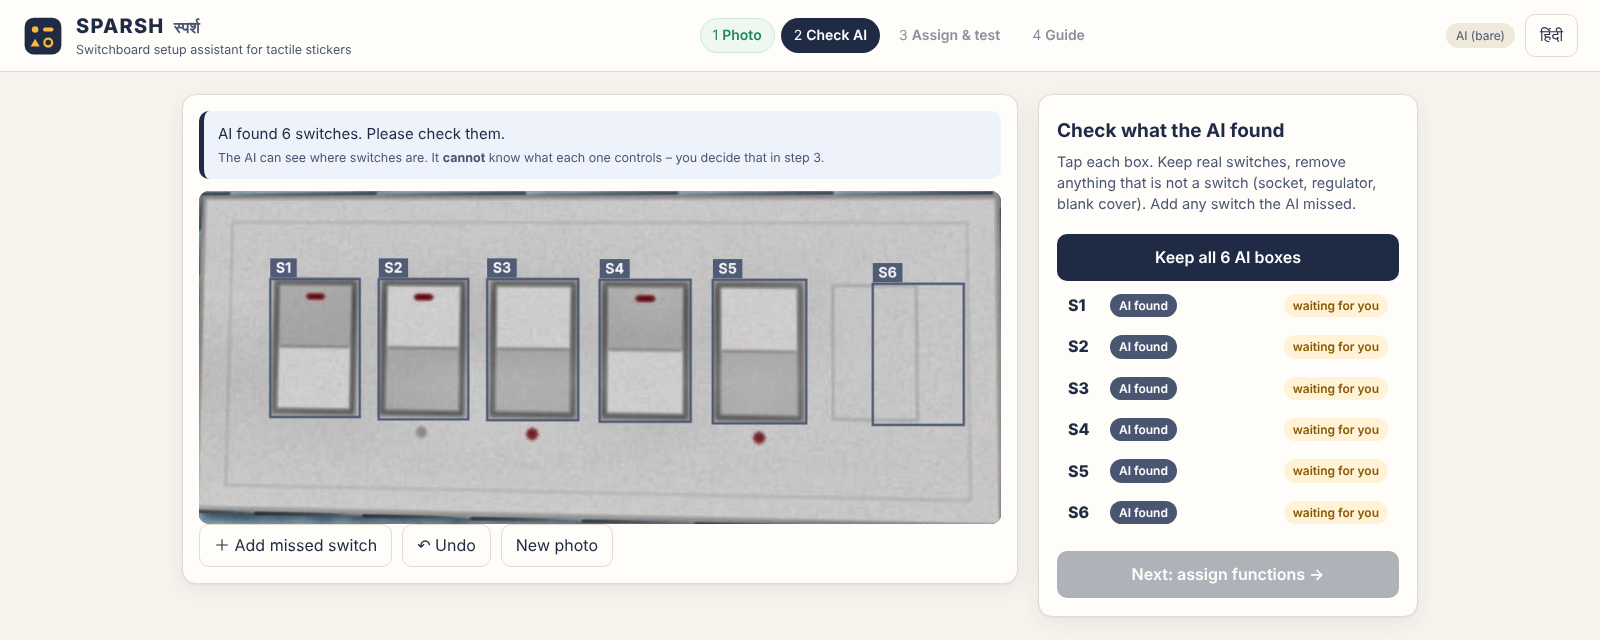 SPARSH स्पर्श
Switchboard setup assistant for tactile stickers
1 Photo
2 Check AI
3 Assign & test
4 Guide
AI (bare)
हिंदी
AI found 6 switches. Please check them.
The AI can see where switches are. It cannot know what each one controls – you decide that in step 3.
S1
S2
S3
S4
S5
S6
+ Add missed switch
↶ Undo
New photo
Check what the AI found
Tap each box. Keep real switches, remove
anything that is not a switch (socket, regulator,
blank cover). Add any switch the AI missed.
Keep all 6 AI boxes
S1 AI found waiting for you
S2 AI found waiting for you
S3 AI found waiting for you
S4 AI found waiting for you
S5 AI found waiting for you
S6 AI found waiting for you
Next: assign functions →